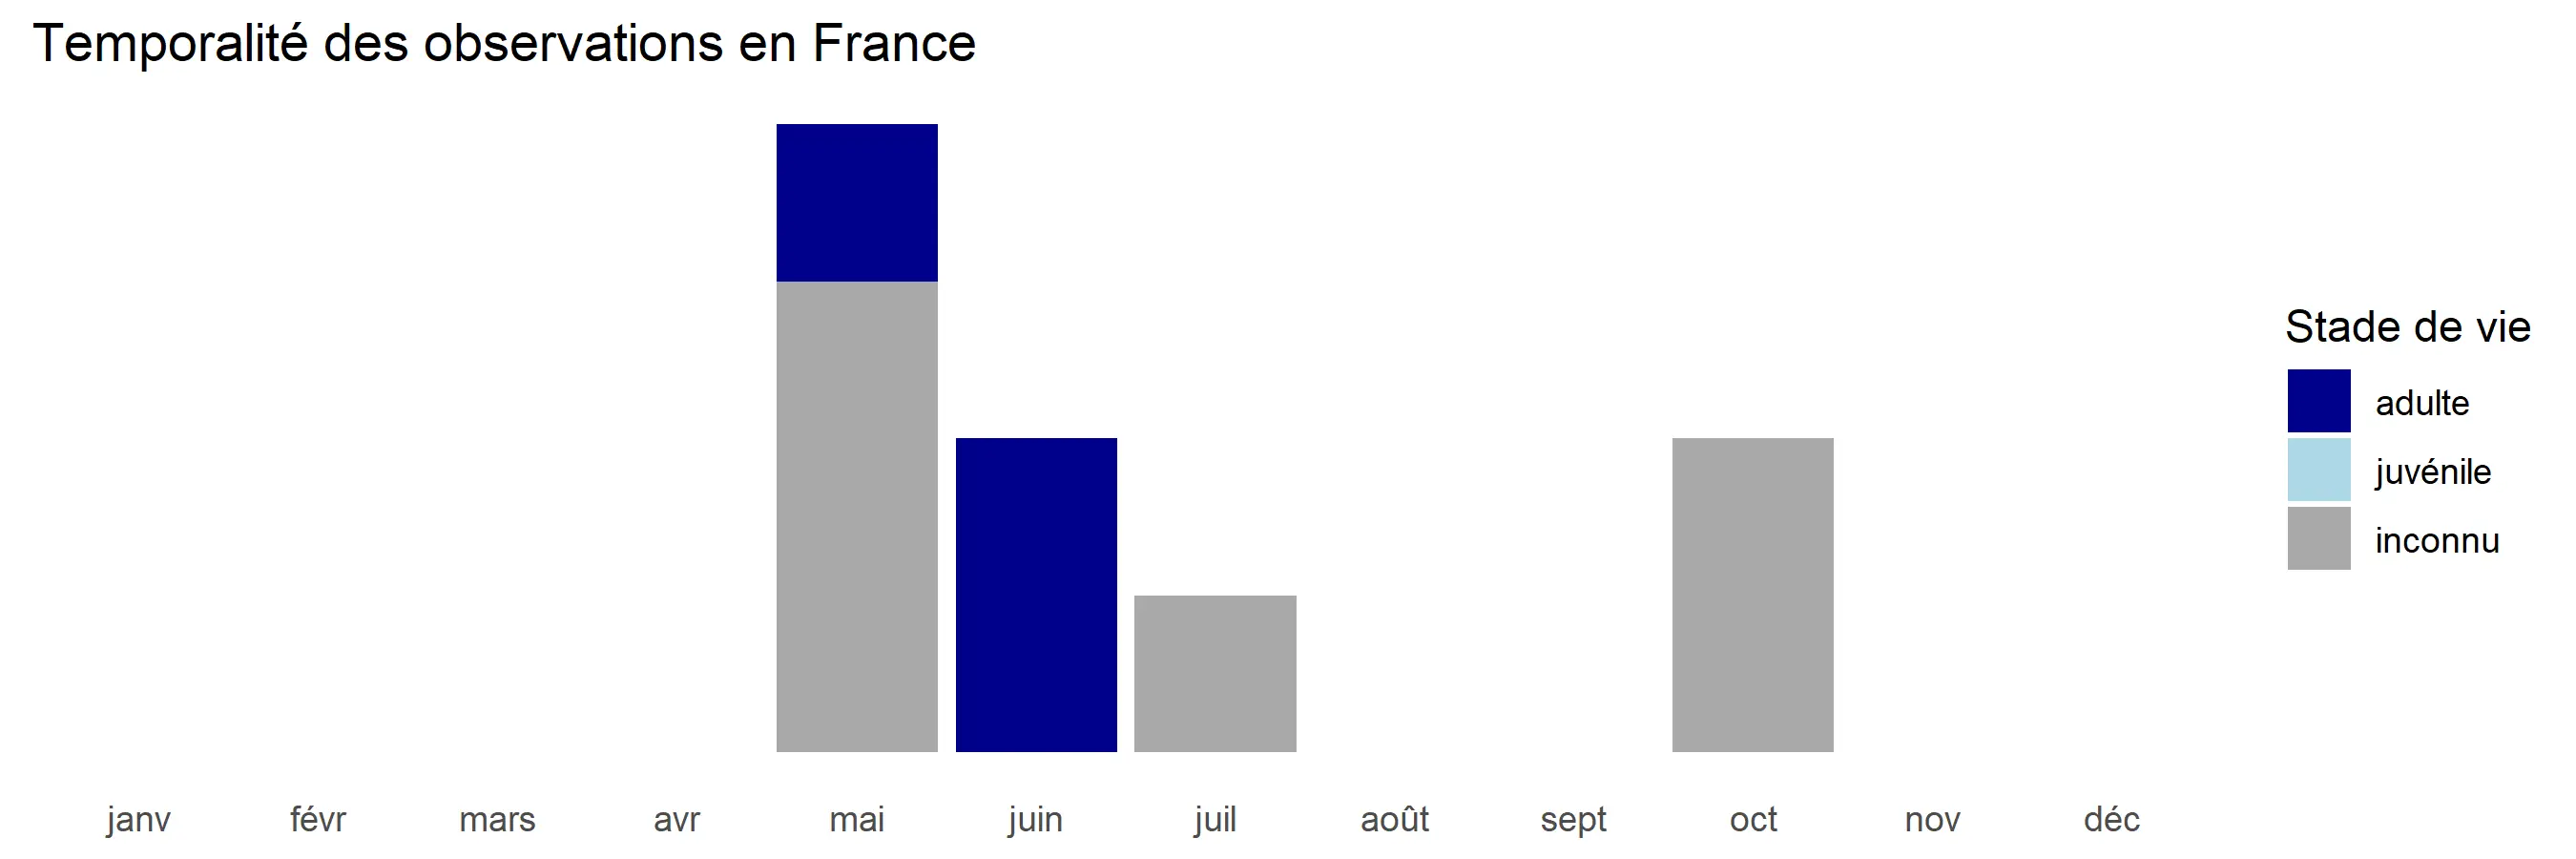 Temporalité des observations en France
Stade de vie
adulte
juvénile
inconnu
janv févr mars avr mai juin juil août sept oct nov déc